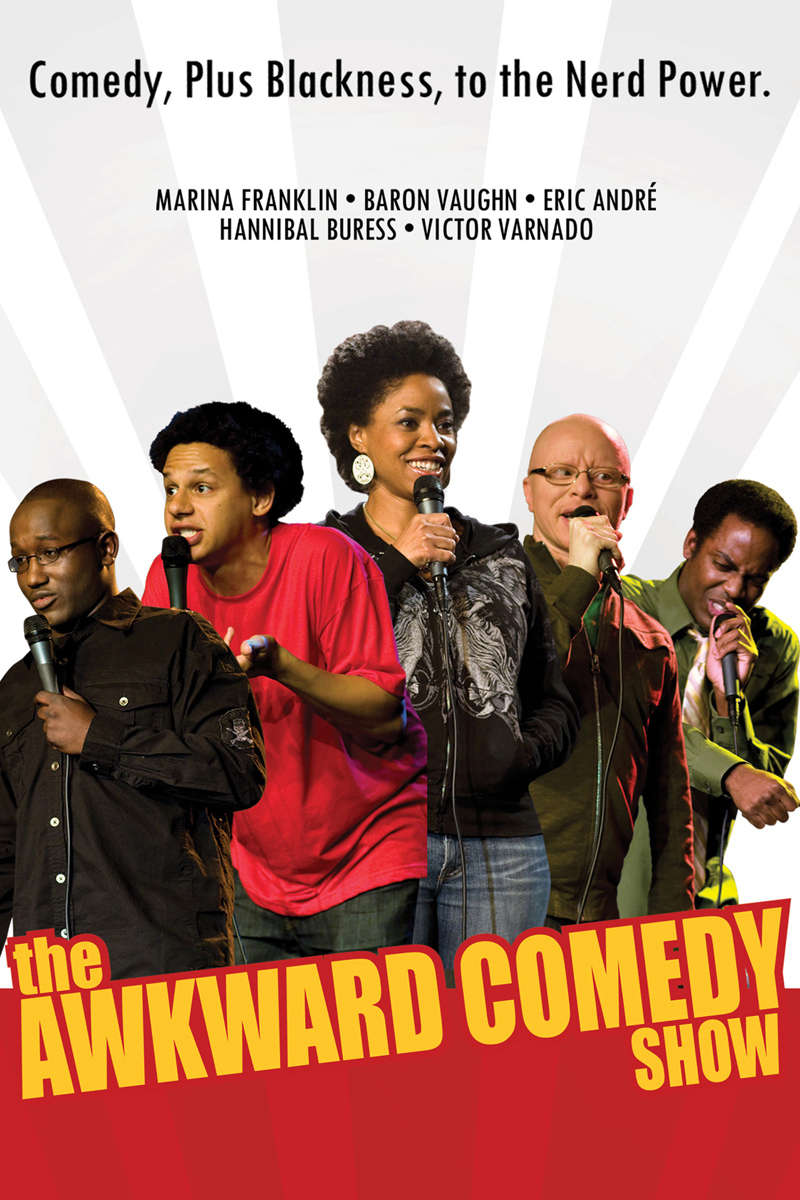 Comedy, Plus Blackness, to the Nerd Power.
MARINA FRANKLIN • BARON VAUGHN • ERIC ANDRÉ
HANNIBAL BURESS • VICTOR VARNADO
the
AWKWARD COMEDY
SHOW